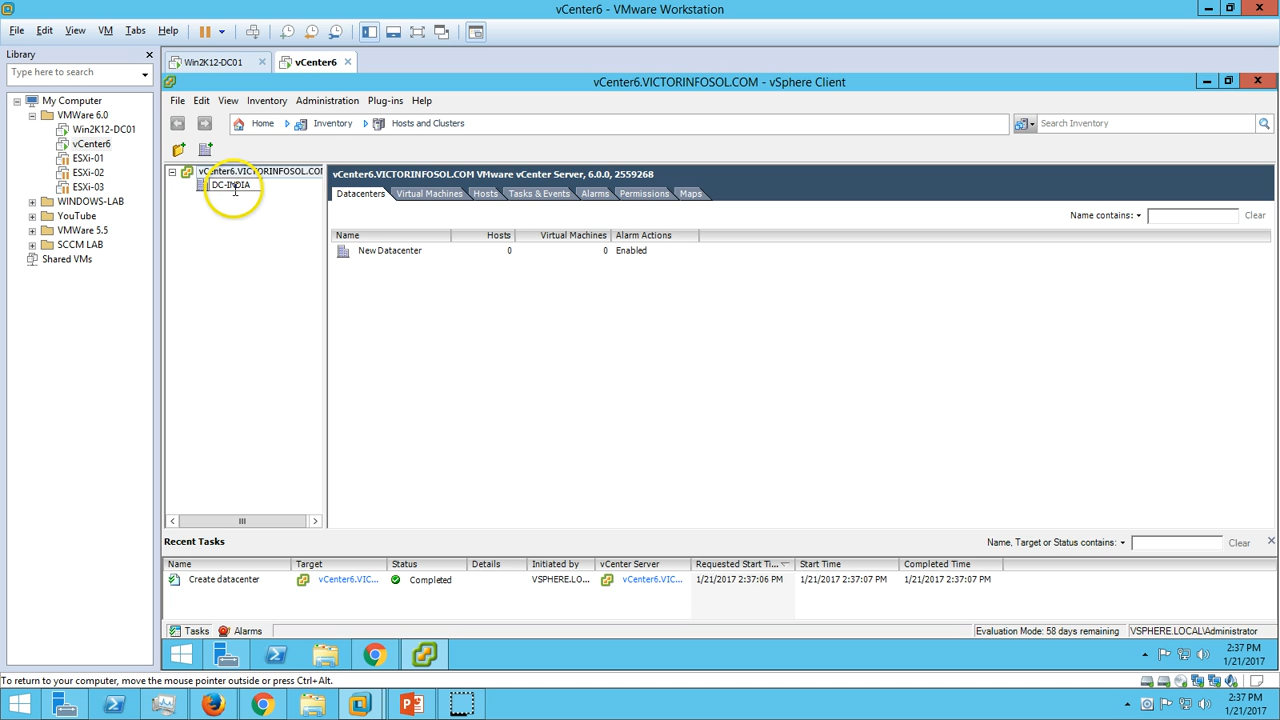 vCenter6 - VMware Workstation
File Edit View VM Tabs Help
Library
Type here to search
My Computer
VMWare 6.0
Win2K12-DC01
vCenter6
ESXi-01
ESXi-02
ESXi-03
WINDOWS-LAB
YouTube
VMWare 5.5
SCCM LAB
Shared VMs
Win2K12-DC01 vCenter6
vCenter6.VICTORINFOSOL.COM - vSphere Client
File Edit View Inventory Administration Plug-ins Help
Home Inventory Hosts and Clusters Search Inventory
vCenter6.VICTORINFOSOL.COM
DC-INDIA
vCenter6.VICTORINFOSOL.COM VMware vCenter Server, 6.0.0, 2559268
Datacenters Virtual Machines Hosts Tasks & Events Alarms Permissions Maps
Name contains: Clear
Name Hosts Virtual Machines Alarm Actions
New Datacenter 0 0 Enabled
Recent Tasks Name, Target or Status contains: Clear
Name Target Status Details Initiated by vCenter Server Requested Start Ti... Start Time Completed Time
Create datacenter vCenter6.VIC... Completed VSPHERE.LO... vCenter6.VIC... 1/21/2017 2:37:06 PM 1/21/2017 2:37:07 PM 1/21/2017 2:37:07 PM
Tasks Alarms Evaluation Mode: 58 days remaining VSPHERE.LOCAL\Administrator
2:37 PM
1/21/2017
To return to your computer, move the mouse pointer outside or press Ctrl+Alt.
2:37 PM
1/21/2017